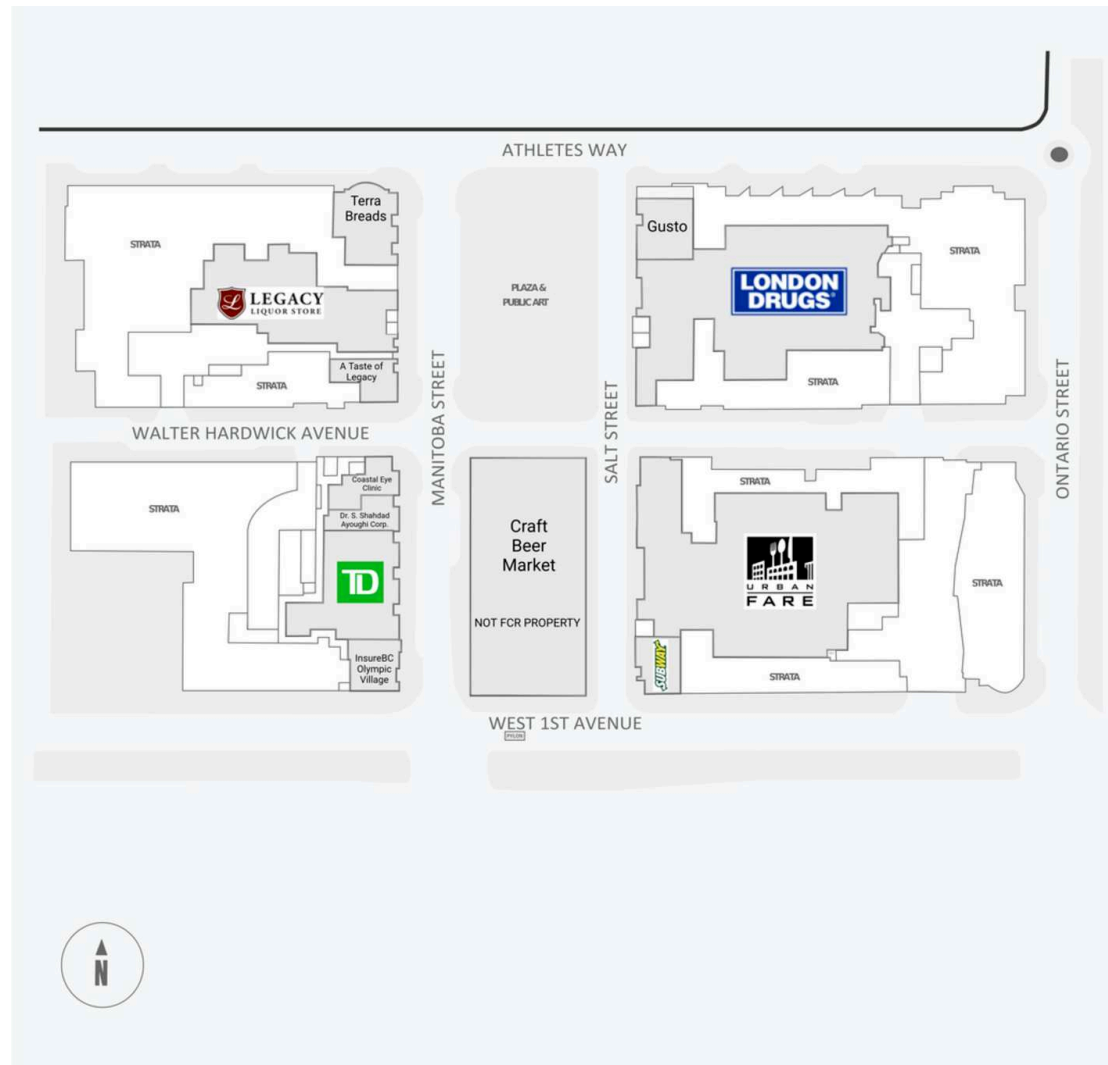 ATHLETES WAY
Terra
Breads
STRATA
LEGACY
LIQUOR STORE
A Taste of
Legacy
STRATA
PLAZA &
PUBLIC ART
Gusto
LONDON
DRUGS
STRATA
STRATA
WALTER HARDWICK AVENUE
MANITOBA STREET
SALT STREET
ONTARIO STREET
STRATA
Coastal Eye
Clinic
Dr. S. Shahdad
Ayoughi Corp.
TD
InsureBC
Olympic
Village
Craft
Beer
Market
NOT FCR PROPERTY
STRATA
URBAN
FARE
STRATA
SUBWAY
STRATA
WEST 1ST AVENUE
PYLON
N